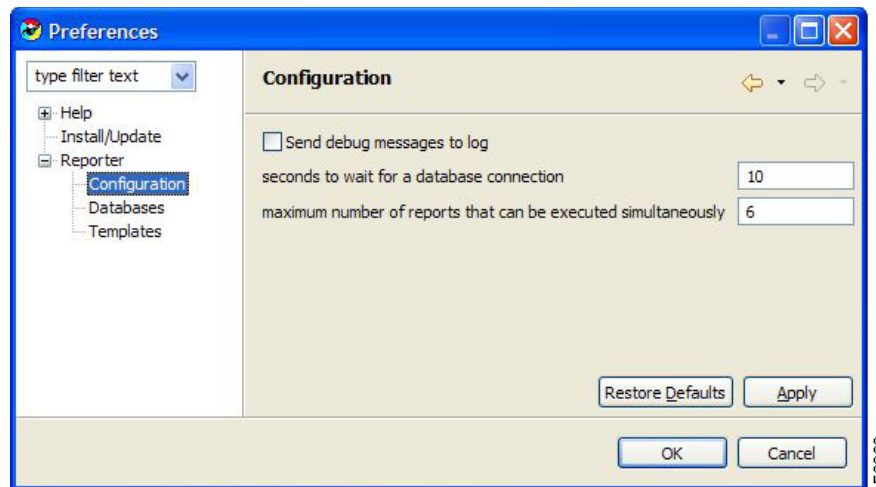 Preferences
type filter text
Configuration
Help
Install/Update
Reporter
Configuration
Databases
Templates
Send debug messages to log
seconds to wait for a database connection 10
maximum number of reports that can be executed simultaneously 6
Restore Defaults Apply
OK Cancel